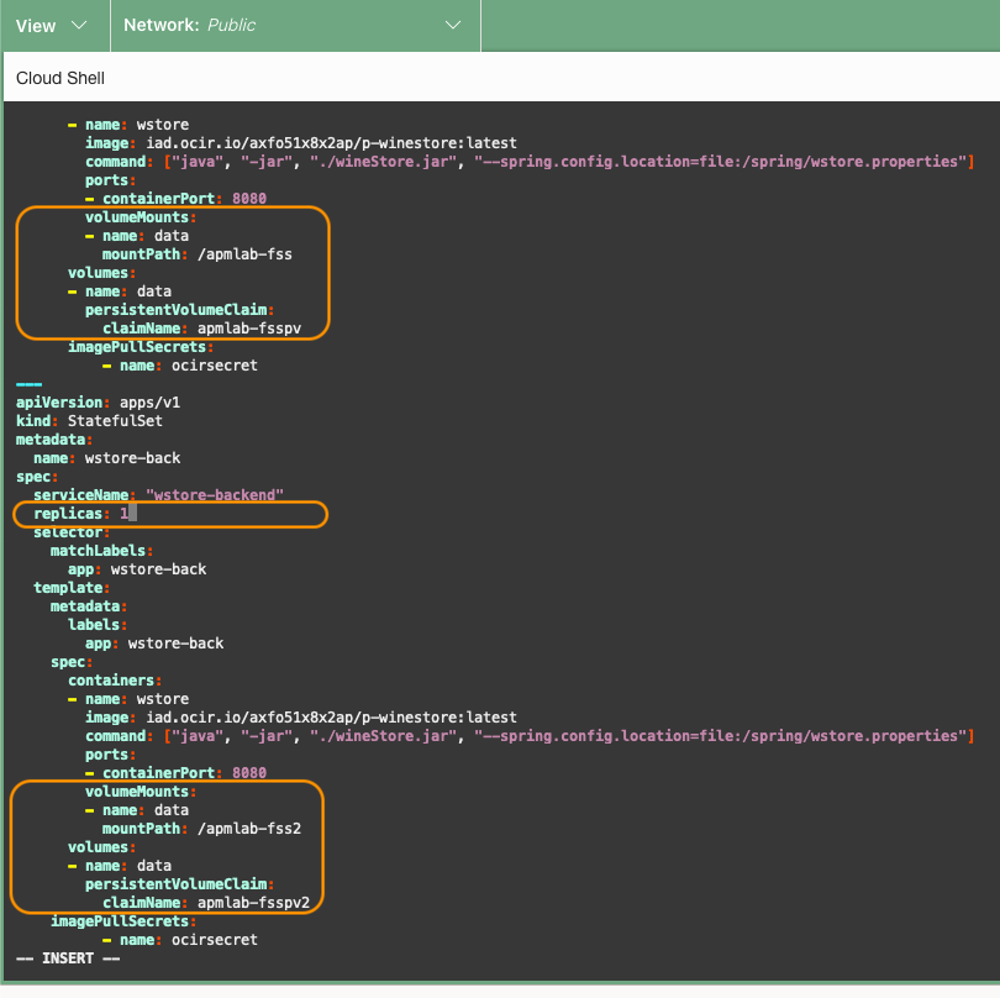 View Network: Public
Cloud Shell
      - name: wstore
        image: iad.ocir.io/axfo51x8x2ap/p-winestore:latest
        command: ["java", "-jar", "./wineStore.jar", "--spring.config.location=file:/spring/wstore.properties"]
        ports:
        - containerPort: 8080
        volumeMounts:
        - name: data
          mountPath: /apmlab-fss
      volumes:
      - name: data
        persistentVolumeClaim:
          claimName: apmlab-fsspv
      imagePullSecrets:
          - name: ocirsecret
---
apiVersion: apps/v1
kind: StatefulSet
metadata:
  name: wstore-back
spec:
  serviceName: "wstore-backend"
  replicas: 1
  selector:
    matchLabels:
      app: wstore-back
  template:
    metadata:
      labels:
        app: wstore-back
    spec:
      containers:
      - name: wstore
        image: iad.ocir.io/axfo51x8x2ap/p-winestore:latest
        command: ["java", "-jar", "./wineStore.jar", "--spring.config.location=file:/spring/wstore.properties"]
        ports:
        - containerPort: 8080
        volumeMounts:
        - name: data
          mountPath: /apmlab-fss2
      volumes:
      - name: data
        persistentVolumeClaim:
          claimName: apmlab-fsspv2
    imagePullSecrets:
          - name: ocirsecret
-- INSERT --